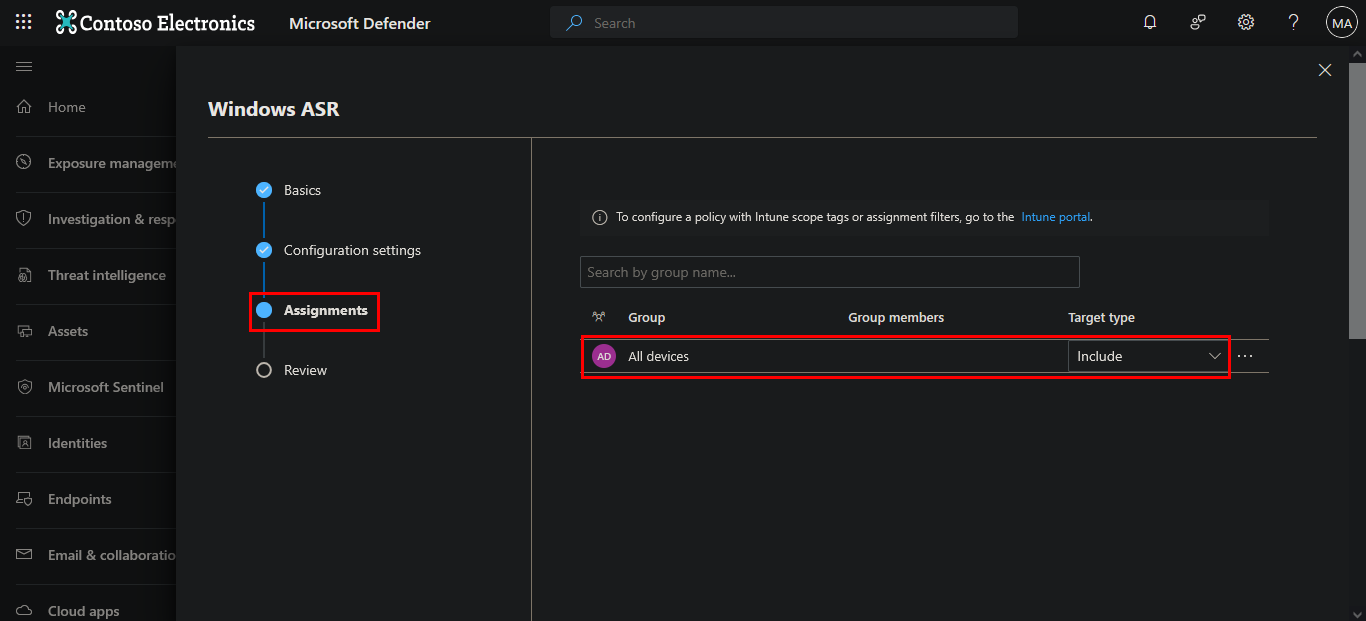 Contoso Electronics
Microsoft Defender
Search
?
MA
Home
Exposure manageme
Investigation & resp
Threat intelligence
Assets
Microsoft Sentinel
Identities
Endpoints
Email & collaboratio
Cloud apps
Windows ASR
Basics
Configuration settings
Assignments
Review
To configure a policy with Intune scope tags or assignment filters, go to the Intune portal.
Search by group name...
Group Group members Target type
AD All devices Include ...